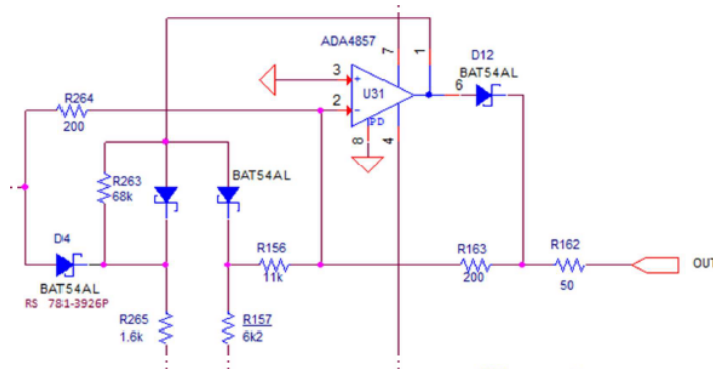 ADA4857
7
1
D12
BAT54AL
3
+
U31
6
2
-
PD
8
4
R264
200
R263
68k
BAT54AL
D4
BAT54AL
RS 781-3926P
R156
11k
R163
200
R162
50
OUT
R265
1.6k
R157
6k2